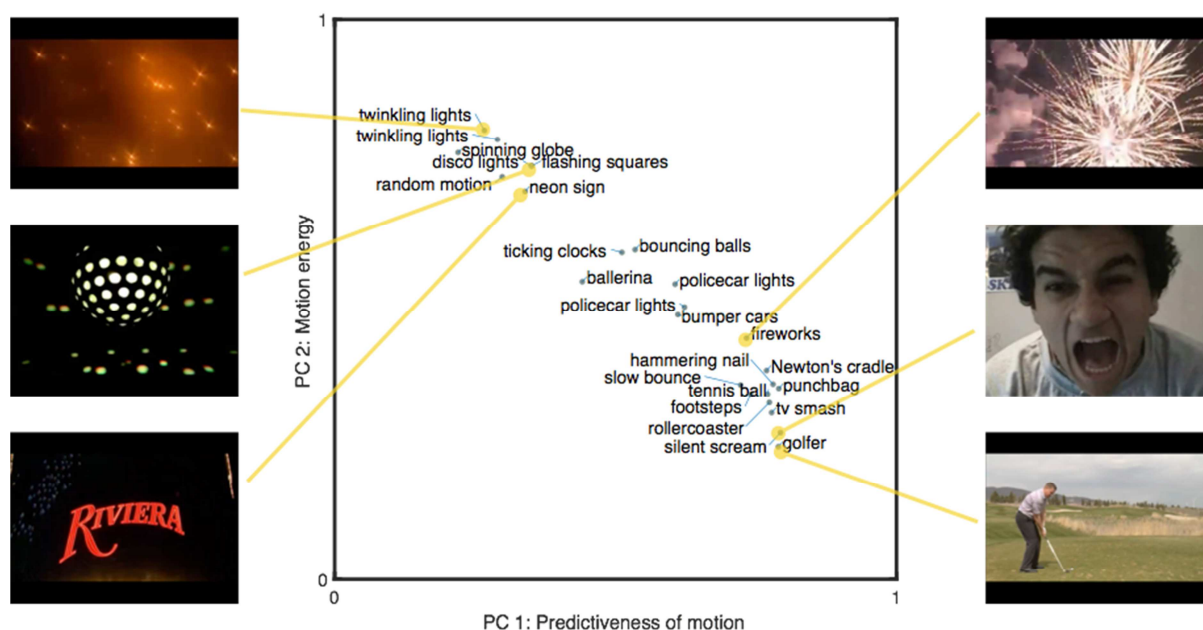 1
twinkling lights
twinkling lights
spinning globe
disco lights
flashing squares
random motion
neon sign
ticking clocks
bouncing balls
ballerina
policecar lights
policecar lights
bumper cars
fireworks
hammering nail
Newton's cradle
slow bounce
tennis ball
punchbag
footsteps
tv smash
rollercoaster
silent scream
golfer
PC 2: Motion energy
0
0
1
PC 1: Predictiveness of motion
RIVIERA
SK